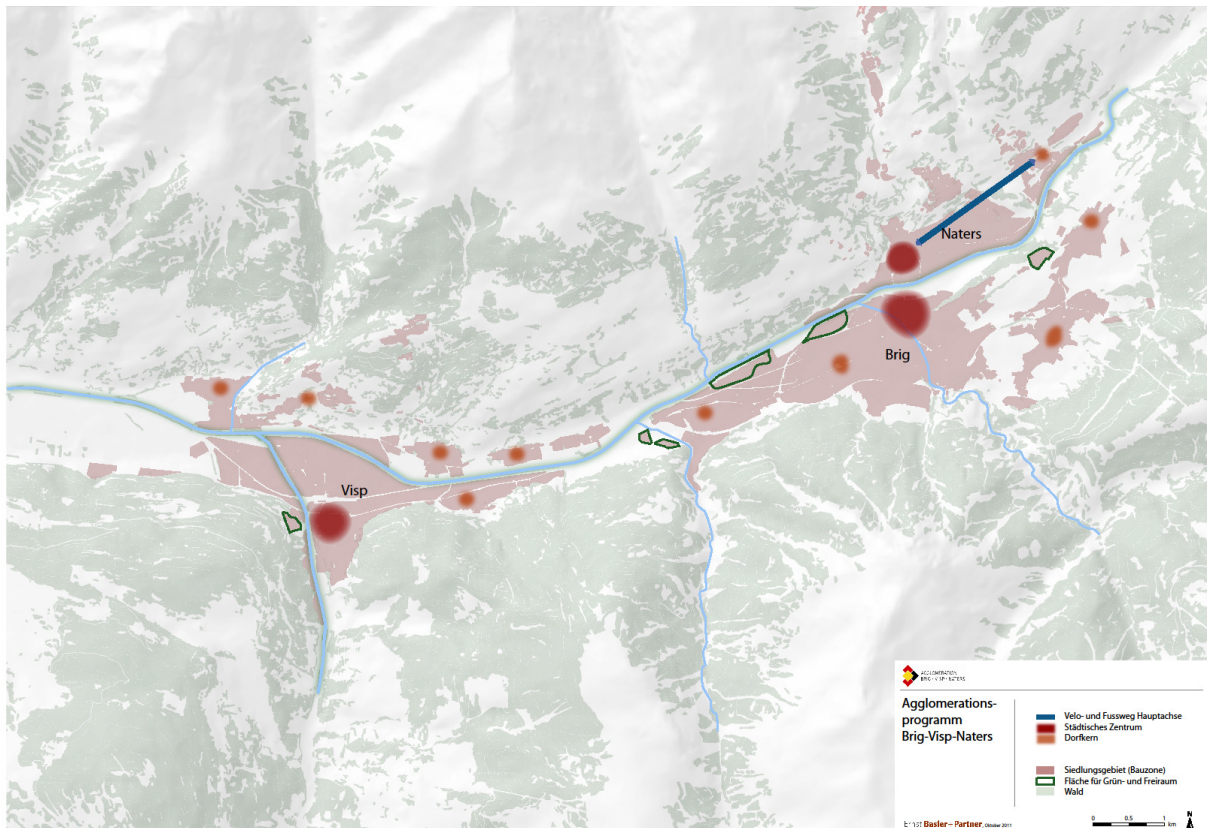 Naters
Brig
Visp
AGGLOMERATION
BRIG·VISP·NATERS
Agglomerations-
programm
Brig-Visp-Naters
Velo- und Fussweg Hauptachse
Städtisches Zentrum
Dorfkern
Siedlungsgebiet (Bauzone)
Fläche für Grün- und Freiraum
Wald
Ernst Basler + Partner, Oktober 2011
0 0.5 1
km
N